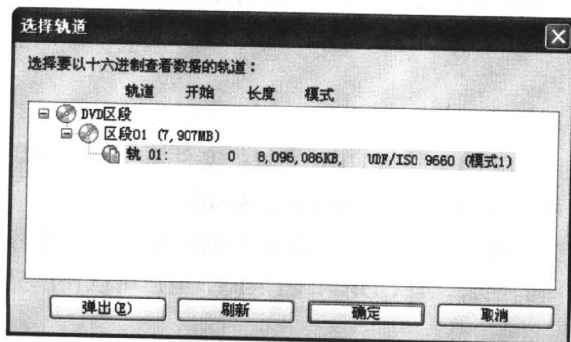 选择轨道
选择要以十六进制查看数据的轨道：
轨道 开始 长度 模式
DVD区段
区段01 (7,907MB)
轨 01: 0 8,096,086KB, UDF/ISO 9660 (模式1)
弹出(E) 刷新 确定 取消